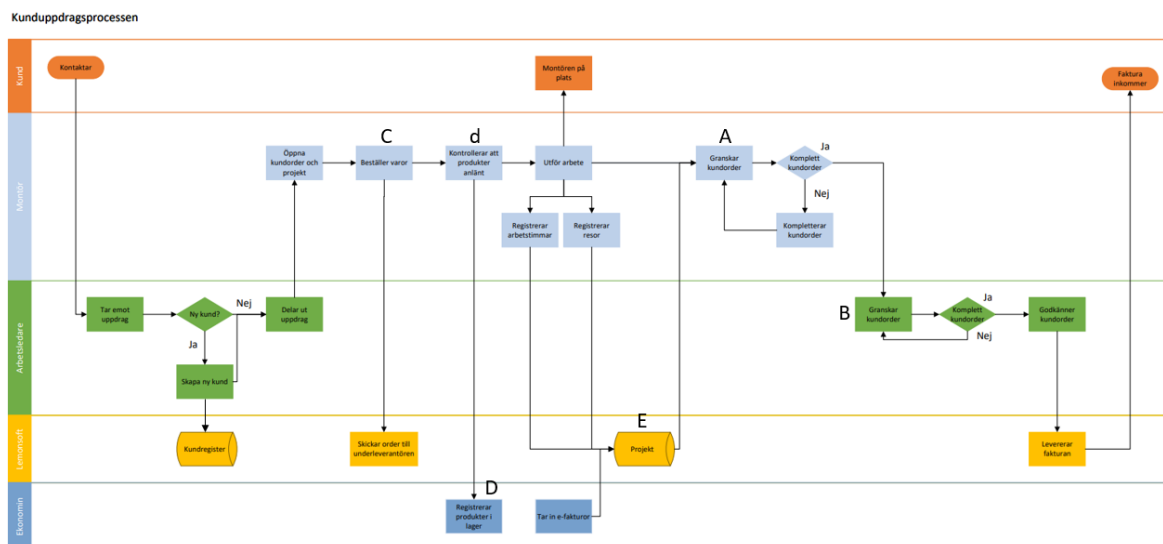 Kunduppdragsprocessen
Kund
Kontaktar
Montören på
plats
Faktura
inkommer
Montör
C
d
A
Öppna
kundorder och
projekt
Beställer varor
Kontrollerar att
produkter
anlänt
Utför arbete
Granskar
kundorder
Komplett
kundorder
Ja
Nej
Registrerar
arbetstimmar
Registrerar
resor
Kompletterar
kundorder
Arbetsledare
Tar emot
uppdrag
Ny kund?
Nej
Ja
Delar ut
uppdrag
Skapa ny kund
B
Granskar
kundorder
Komplett
kundorder
Ja
Nej
Godkänner
kundorder
Lemonsoft
Kundregister
Skickar order till
underleverantören
E
Projekt
Levererar
fakturan
Ekonomin
D
Registrerar
produkter i
lager
Tar in e-fakturor